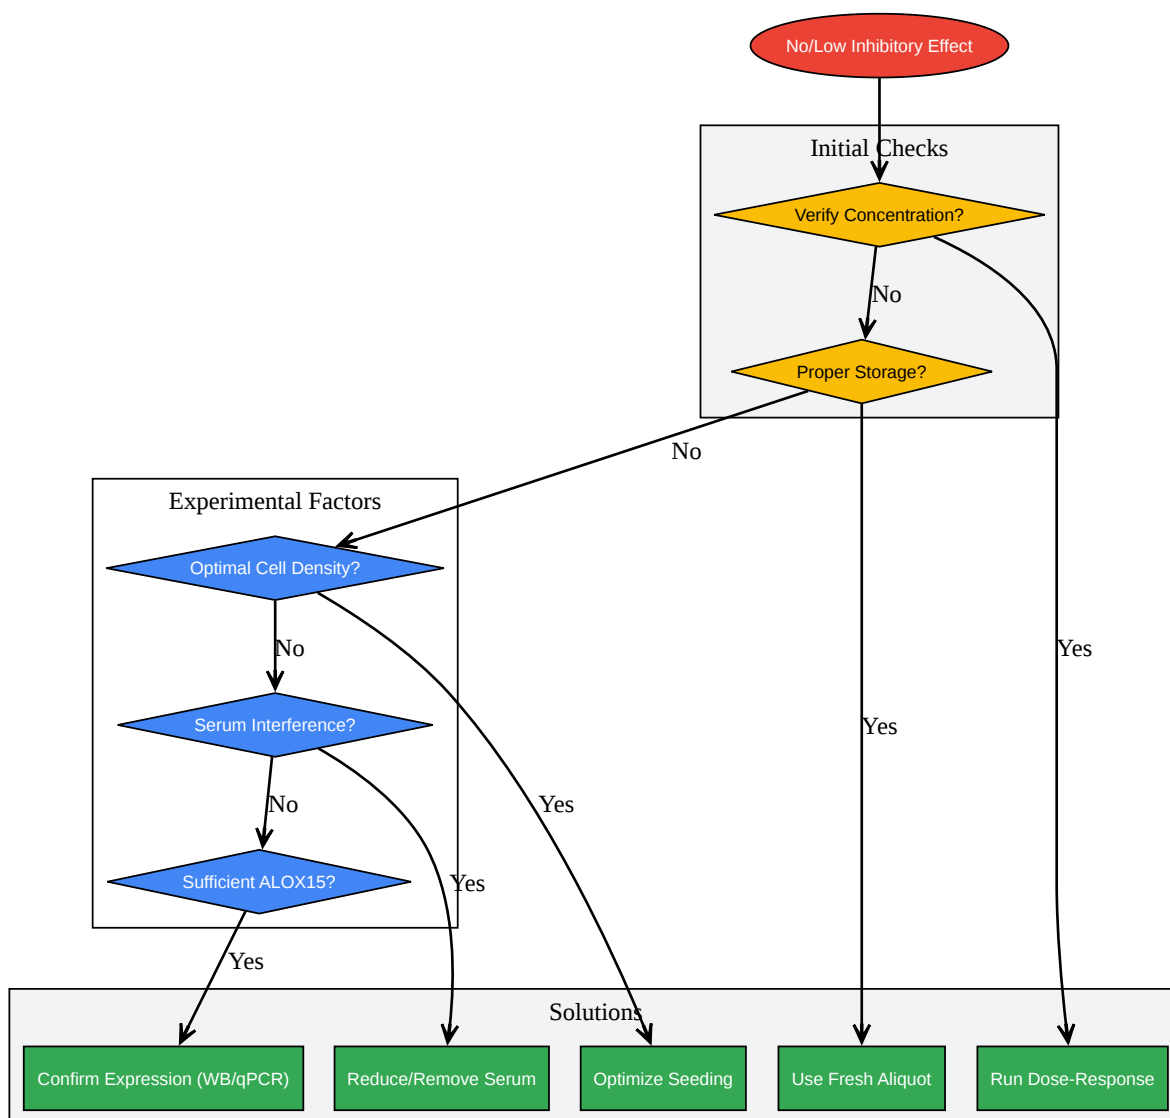 No/Low Inhibitory Effect
Initial Checks
Verify Concentration?
No
Proper Storage?
No
Experimental Factors
Optimal Cell Density?
No
Yes
Serum Interference?
Yes
No
Yes
Sufficient ALOX15?
Yes
Yes
Solutions
Confirm Expression (WB/qPCR)
Reduce/Remove Serum
Optimize Seeding
Use Fresh Aliquot
Run Dose-Response